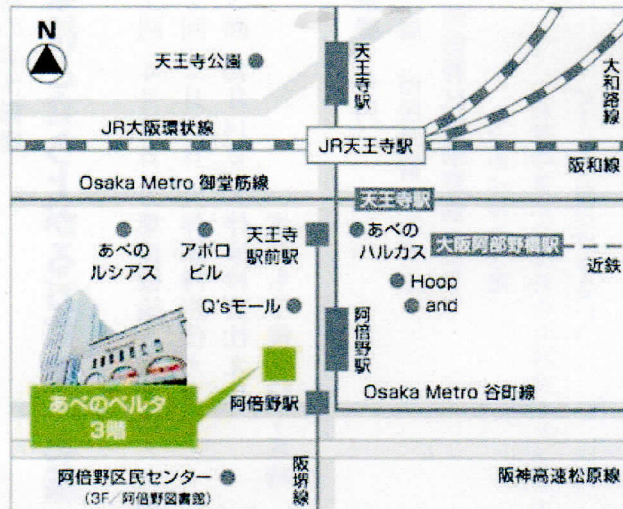 N
天王寺公園
天王寺駅
大和路線
JR大阪環状線
JR天王寺駅
阪和線
Osaka Metro 御堂筋線
天王寺駅
あべの
ルシアス
アポロ
ビル
天王寺
駅前駅
あべの
ハルカス
大阪阿部野橋駅
近鉄
Hoop
and
Q'sモール
阿倍野駅
あべのベルタ
3階
阿倍野駅
Osaka Metro 谷町線
阿倍野区民センター
(3F/阿倍野図書館)
阪堺線
阪神高速松原線